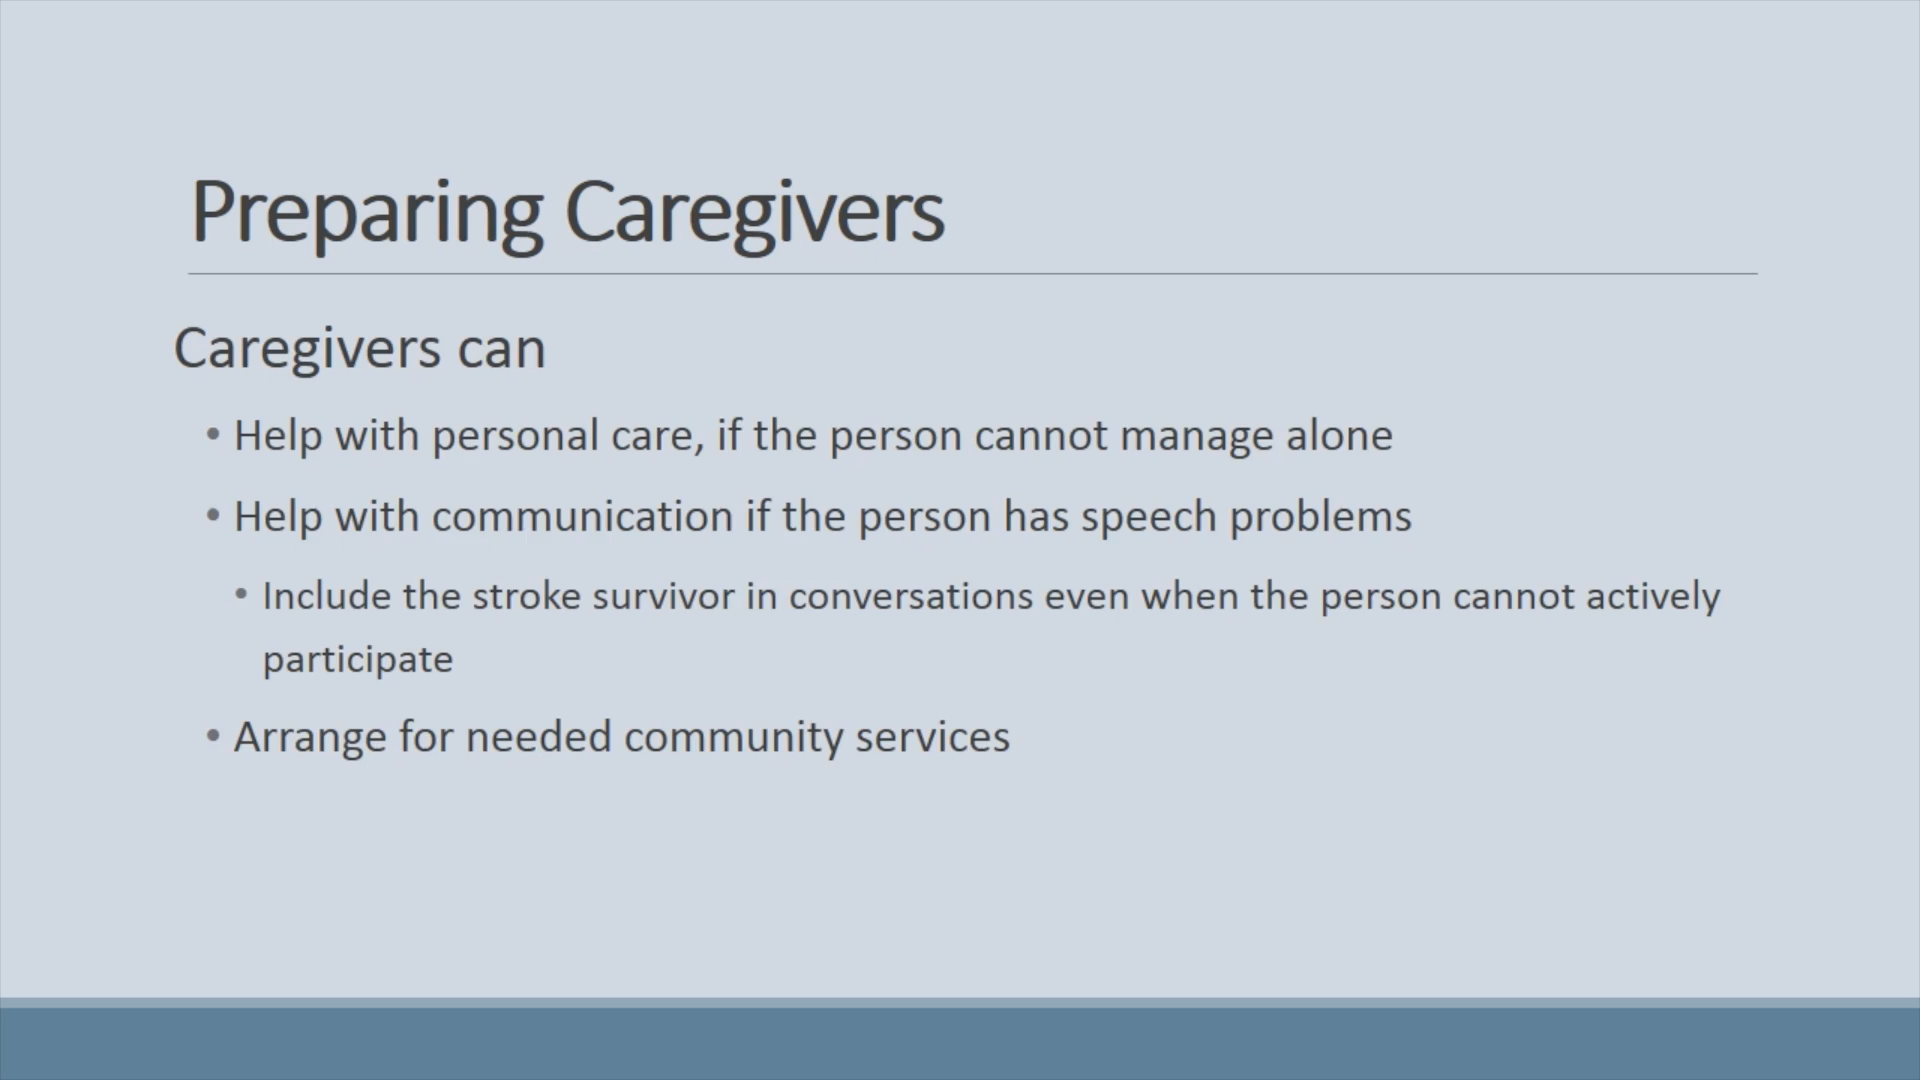 Preparing Caregivers
Caregivers can
• Help with personal care, if the person cannot manage alone
• Help with communication if the person has speech problems
• Include the stroke survivor in conversations even when the person cannot actively
participate
• Arrange for needed community services